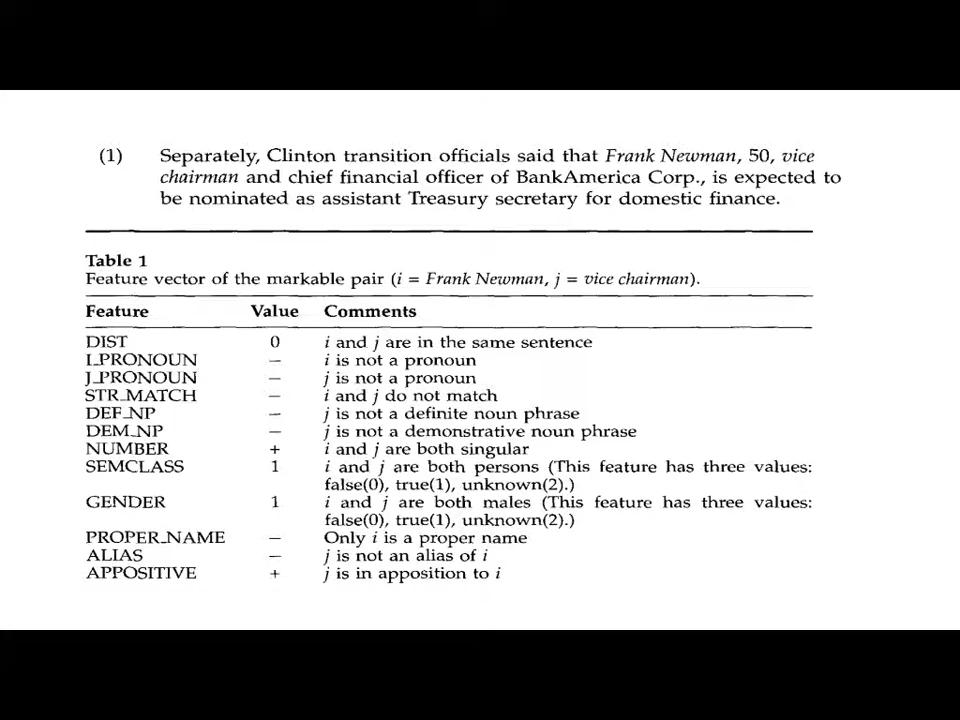 (1) Separately, Clinton transition officials said that Frank Newman, 50, vice
chairman and chief financial officer of BankAmerica Corp., is expected to
be nominated as assistant Treasury secretary for domestic finance.
Table 1
Feature vector of the markable pair (i = Frank Newman, j = vice chairman).
Feature Value Comments
DIST 0 i and j are in the same sentence
I_PRONOUN − i is not a pronoun
J_PRONOUN − j is not a pronoun
STR_MATCH − i and j do not match
DEF_NP − j is not a definite noun phrase
DEM_NP − j is not a demonstrative noun phrase
NUMBER + i and j are both singular
SEMCLASS 1 i and j are both persons (This feature has three values:
false(0), true(1), unknown(2).)
GENDER 1 i and j are both males (This feature has three values:
false(0), true(1), unknown(2).)
PROPER_NAME − Only i is a proper name
ALIAS − j is not an alias of i
APPOSITIVE + j is in apposition to i